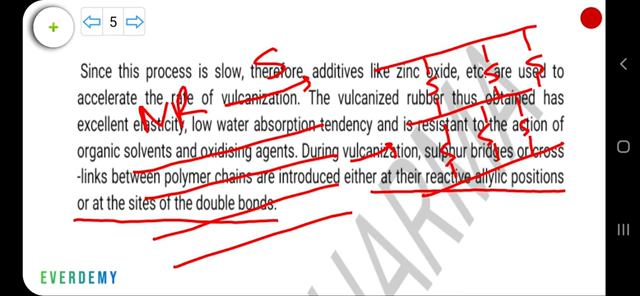 5
Since this process is slow, therefore, additives like zinc oxide, etc. are used to
accelerate the rate of vulcanization. The vulcanized rubber thus obtained has
excellent elasticity, low water absorption tendency and is resistant to the action of
organic solvents and oxidising agents. During vulcanization, sulphur bridges or cross
-links between polymer chains are introduced either at their reactive allylic positions
or at the sites of the double bonds.
S
NR
S S S
S S S
HARMA
EVERDEMY